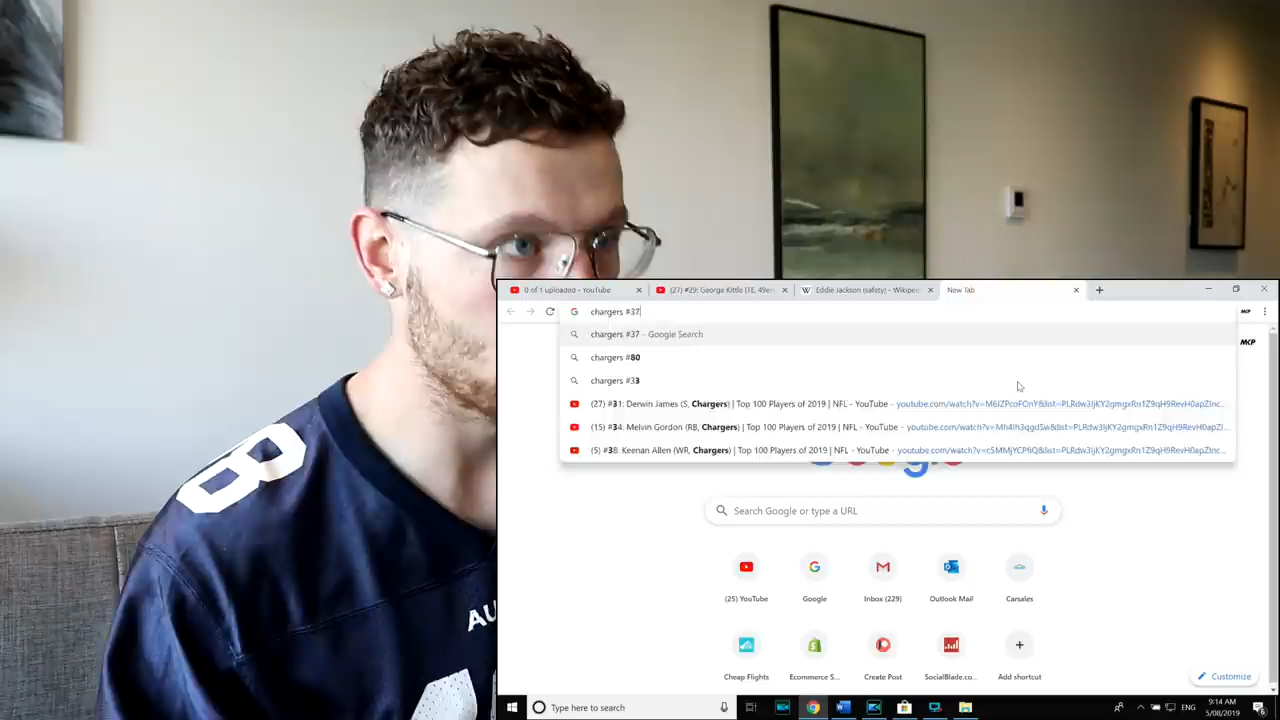 0 of 1 uploaded - YouTube
(27) #29: George Kittle (TE, 49er
Eddie Jackson (safety) - Wikiped
New Tab
chargers #37
MCP
chargers #37 - Google Search
MCP
chargers #80
chargers #33
(27) #31: Derwin James (S, Chargers) | Top 100 Players of 2019 | NFL - YouTube -
(15) #34: Melvin Gordon (RB, Chargers) | Top 100 Players of 2019 | NFL - YouTube -
(5) #38: Keenan Allen (WR, Chargers) | Top 100 Players of 2019 | NFL - YouTube -
Search Google or type a URL
(25) YouTube
Google
Inbox (229)
Outlook Mail
Carsales
Cheap Flights
Ecommerce S...
Create Post
SocialBlade.co...
Add shortcut
Customize
Type here to search
ENG
9:14 AM
5/08/2019
8
AU